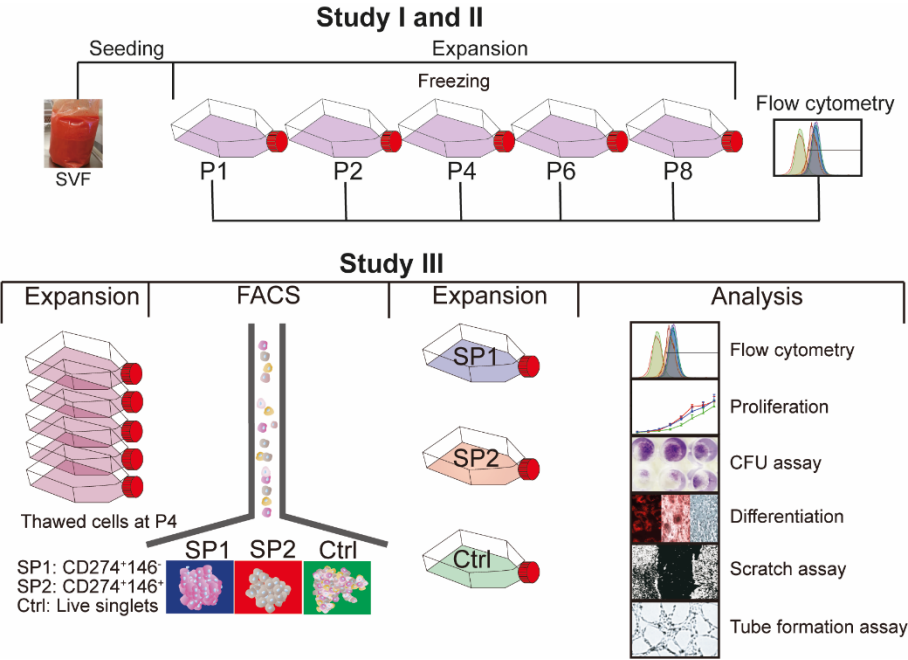 Study I and II
Seeding
Expansion
Freezing
Flow cytometry
SVF
P1
P2
P4
P6
P8
Study III
Expansion
FACS
Expansion
Analysis
Thawed cells at P4
SP1: CD274⁺146⁻
SP2: CD274⁺146⁺
Ctrl: Live singlets
SP1
SP2
Ctrl
SP1
SP2
Ctrl
Flow cytometry
Proliferation
CFU assay
Differentiation
Scratch assay
Tube formation assay